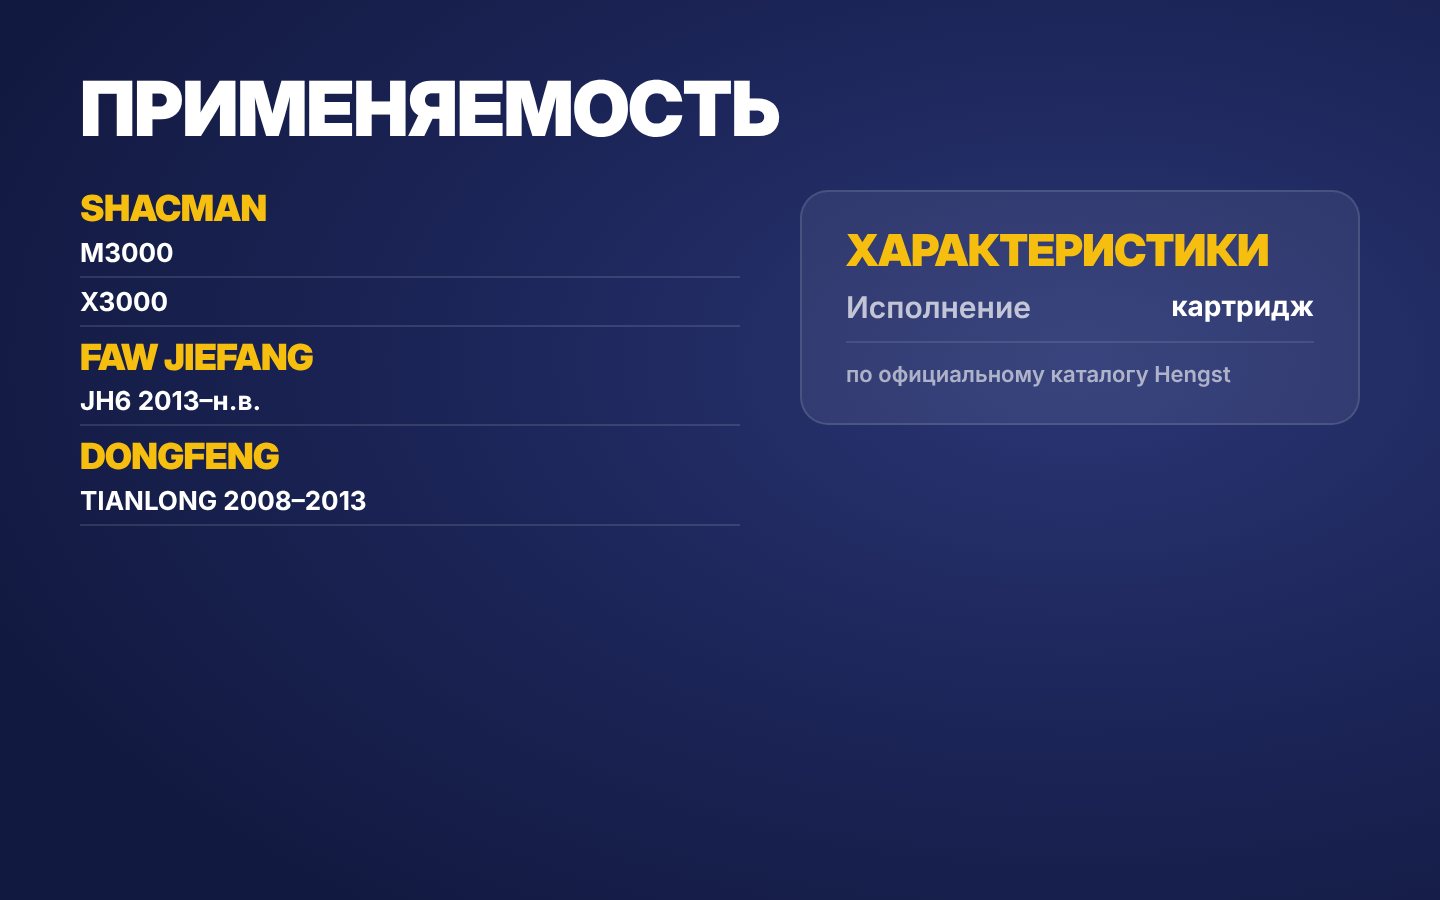 ПРИМЕНЯЕМОСТЬ
SHACMAN
M3000
X3000
FAW JIEFANG
JH6 2013–н.в.
DONGFENG
TIANLONG 2008–2013
ХАРАКТЕРИСТИКИ
Исполнение картридж
по официальному каталогу Hengst